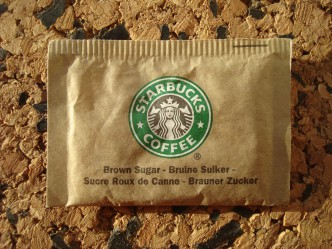 STARBUCKS
COFFEE
®
Brown Sugar - Bruine Suiker -
Sucre Roux de Canne - Brauner Zucker